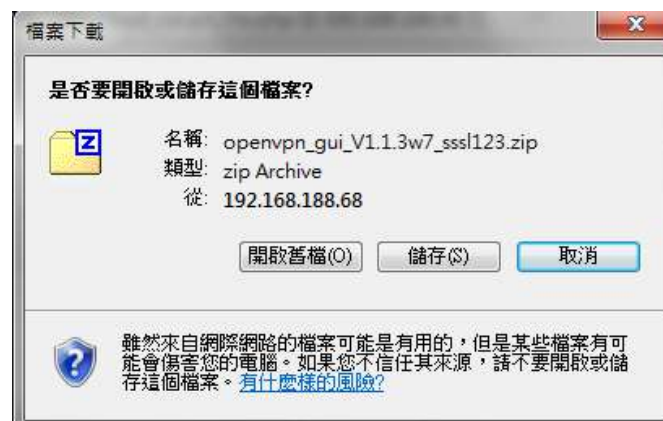 檔案下載
是否要開啟或儲存這個檔案?
名稱: openvpn_gui_V1.1.3w7_sssl123.zip
類型: zip Archive
從: 192.168.188.68
開啟舊檔(O) 儲存(S) 取消
雖然來自網際網路的檔案可能是有用的，但是某些檔案有可
能會傷害您的電腦。如果您不信任其來源，請不要開啟或儲
存這個檔案。有什麼樣的風險?